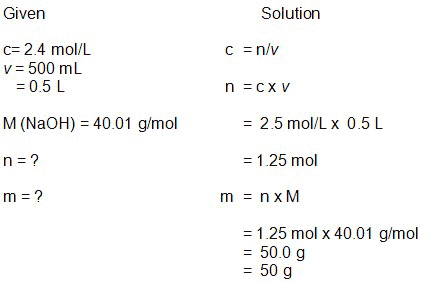 Given Solution
c= 2.4 mol/L c = n/v
v = 500 mL
= 0.5 L n = c x v
M (NaOH) = 40.01 g/mol = 2.5 mol/L x 0.5 L
n = ? = 1.25 mol
m = ? m = n x M
= 1.25 mol x 40.01 g/mol
= 50.0 g
= 50 g